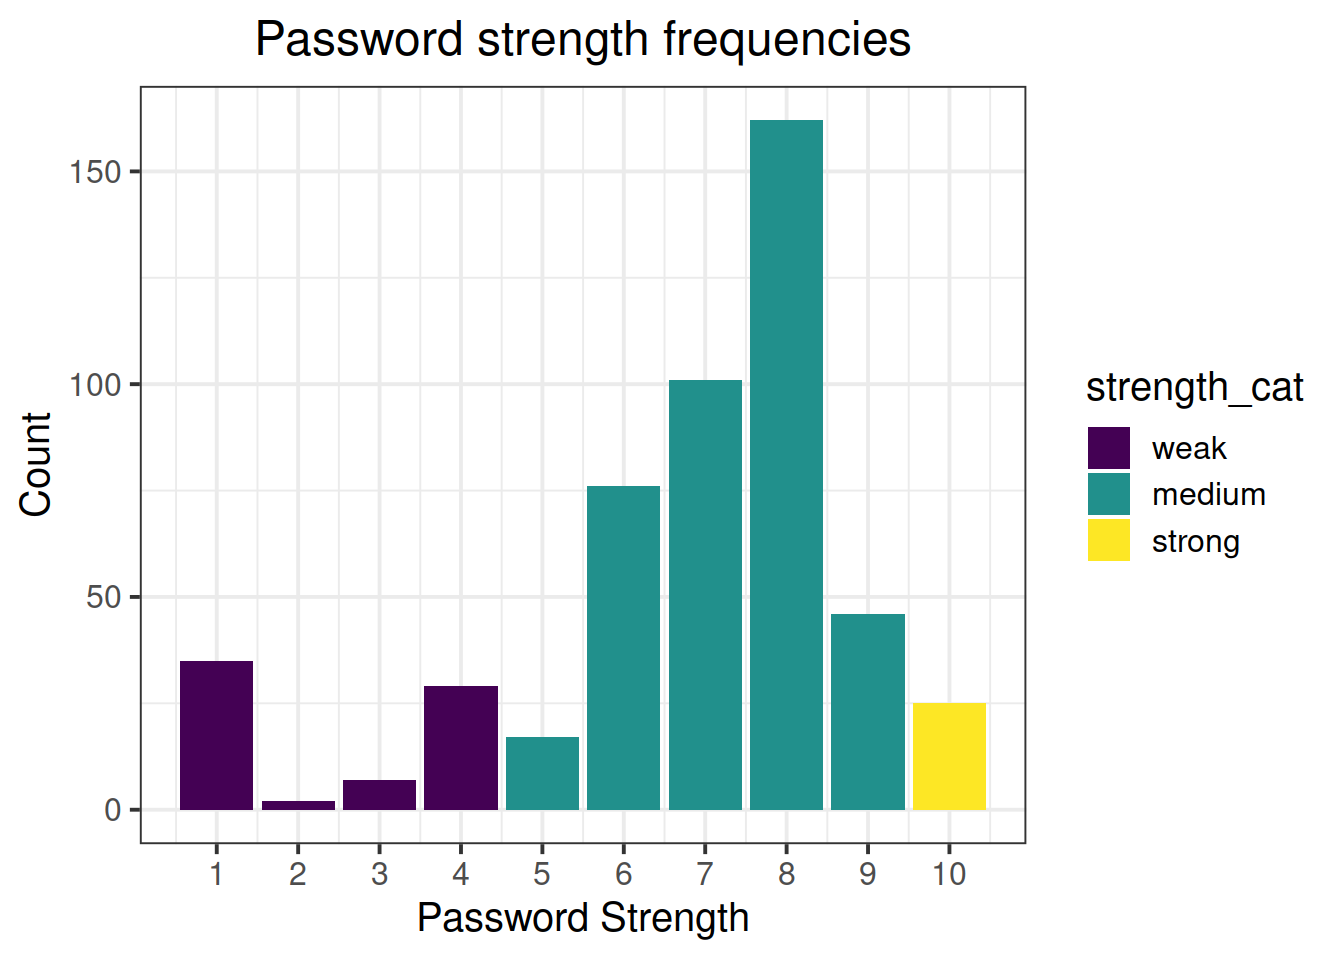 Password strength frequencies
150
100
50
0
Count
1 2 3 4 5 6 7 8 9 10
Password Strength
strength_cat
weak
medium
strong